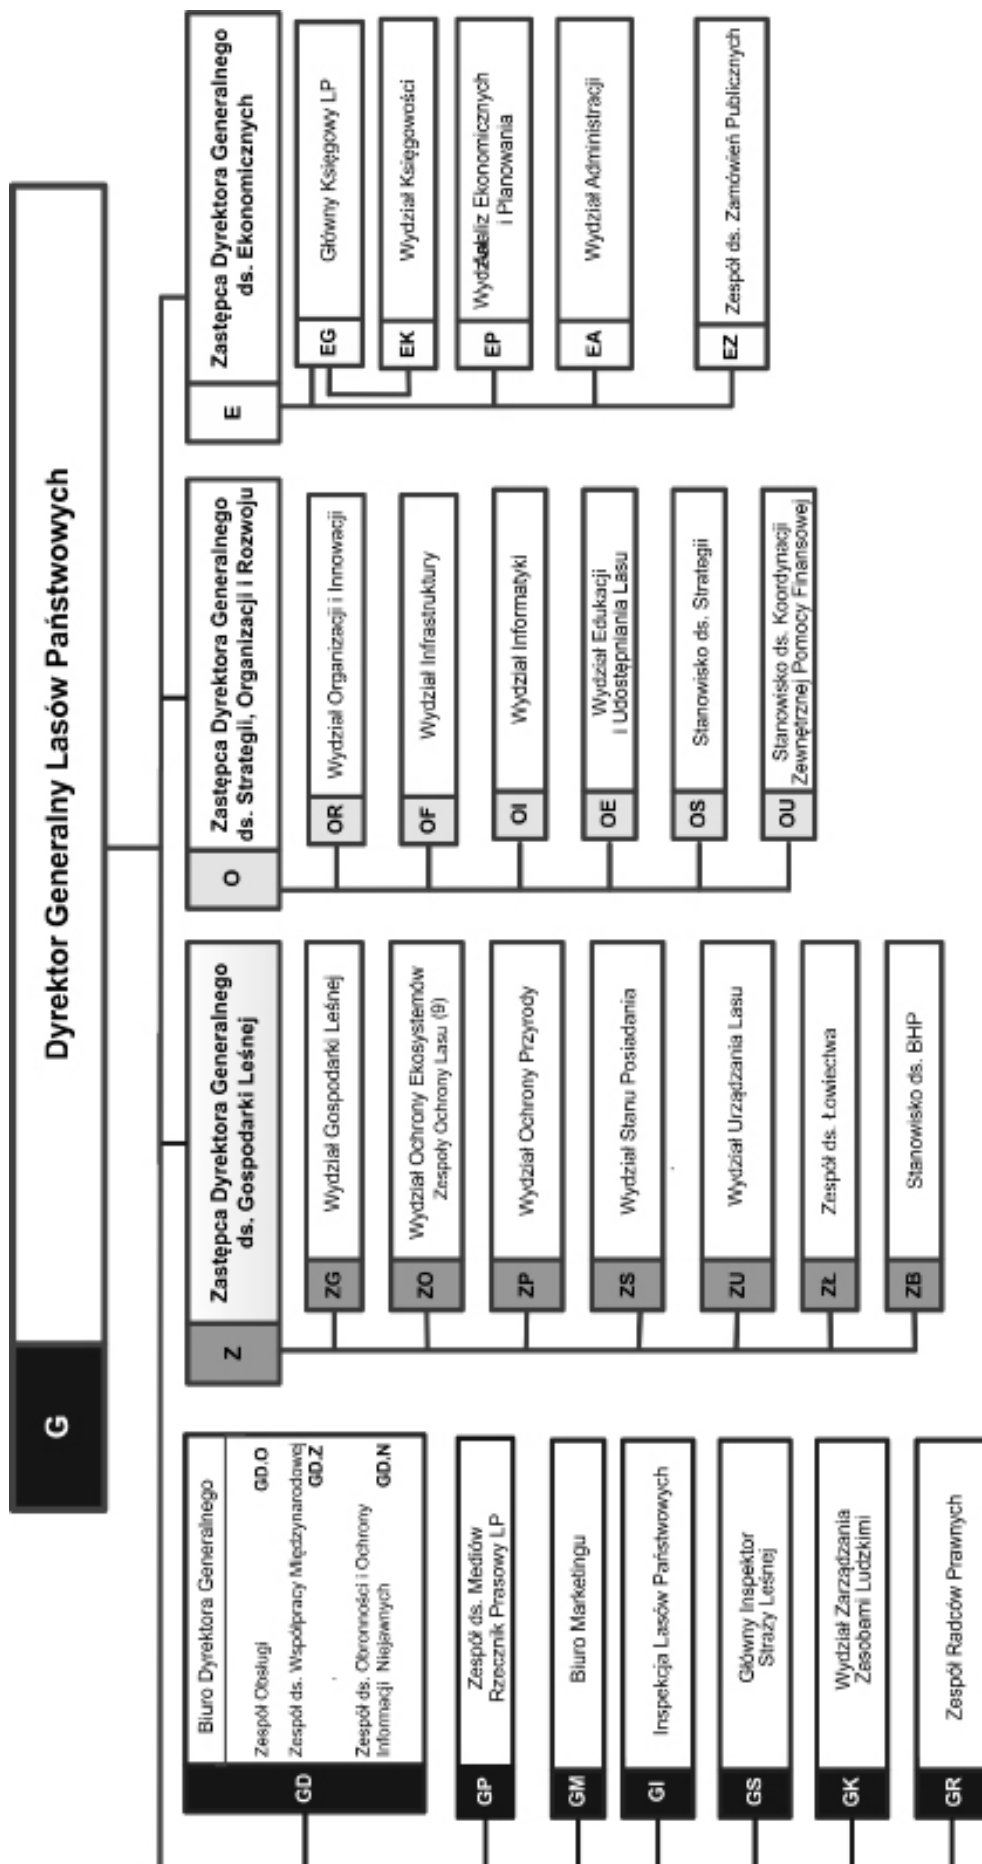 G
Dyrektor Generalny Lasów Państwowych
GD
Biuro Dyrektora Generalnego
Zespół Obsługi GD.O
Zespół ds. Współpracy Międzynarodowej
GD.Z
Zespół ds. Obronności i Ochrony
Informacji Niejawnych GD.N
GP
Zespół ds. Mediów
Rzecznik Prasowy LP
GM
Biuro Marketingu
GI
Inspekcja Lasów Państwowych
GS
Główny Inspektor
Straży Leśnej
GK
Wydział Zarządzania
Zasobami Ludzkimi
GR
Zespół Radców Prawnych
Z
Zastępca Dyrektora Generalnego
ds. Gospodarki Leśnej
ZG
Wydział Gospodarki Leśnej
ZO
Wydział Ochrony Ekosystemów
Zespoły Ochrony Lasu (9)
ZP
Wydział Ochrony Przyrody
ZS
Wydział Stanu Posiadania
ZU
Wydział Urządzania Lasu
ZŁ
Zespół ds. Łowiectwa
ZB
Stanowisko ds. BHP
O
Zastępca Dyrektora Generalnego
ds. Strategii, Organizacji i Rozwoju
OR
Wydział Organizacji i Innowacji
OF
Wydział Infrastruktury
OI
Wydział Informatyki
OE
Wydział Edukacji
i Udostępniania Lasu
OS
Stanowisko ds. Strategii
OU
Stanowisko ds. Koordynacji
Zewnętrznej Pomocy Finansowej
E
Zastępca Dyrektora Generalnego
ds. Ekonomicznych
EG
Główny Księgowy LP
EK
Wydział Księgowości
EP
Wydział Analiz Ekonomicznych
i Planowania
EA
Wydział Administracji
EZ
Zespół ds. Zamówień Publicznych